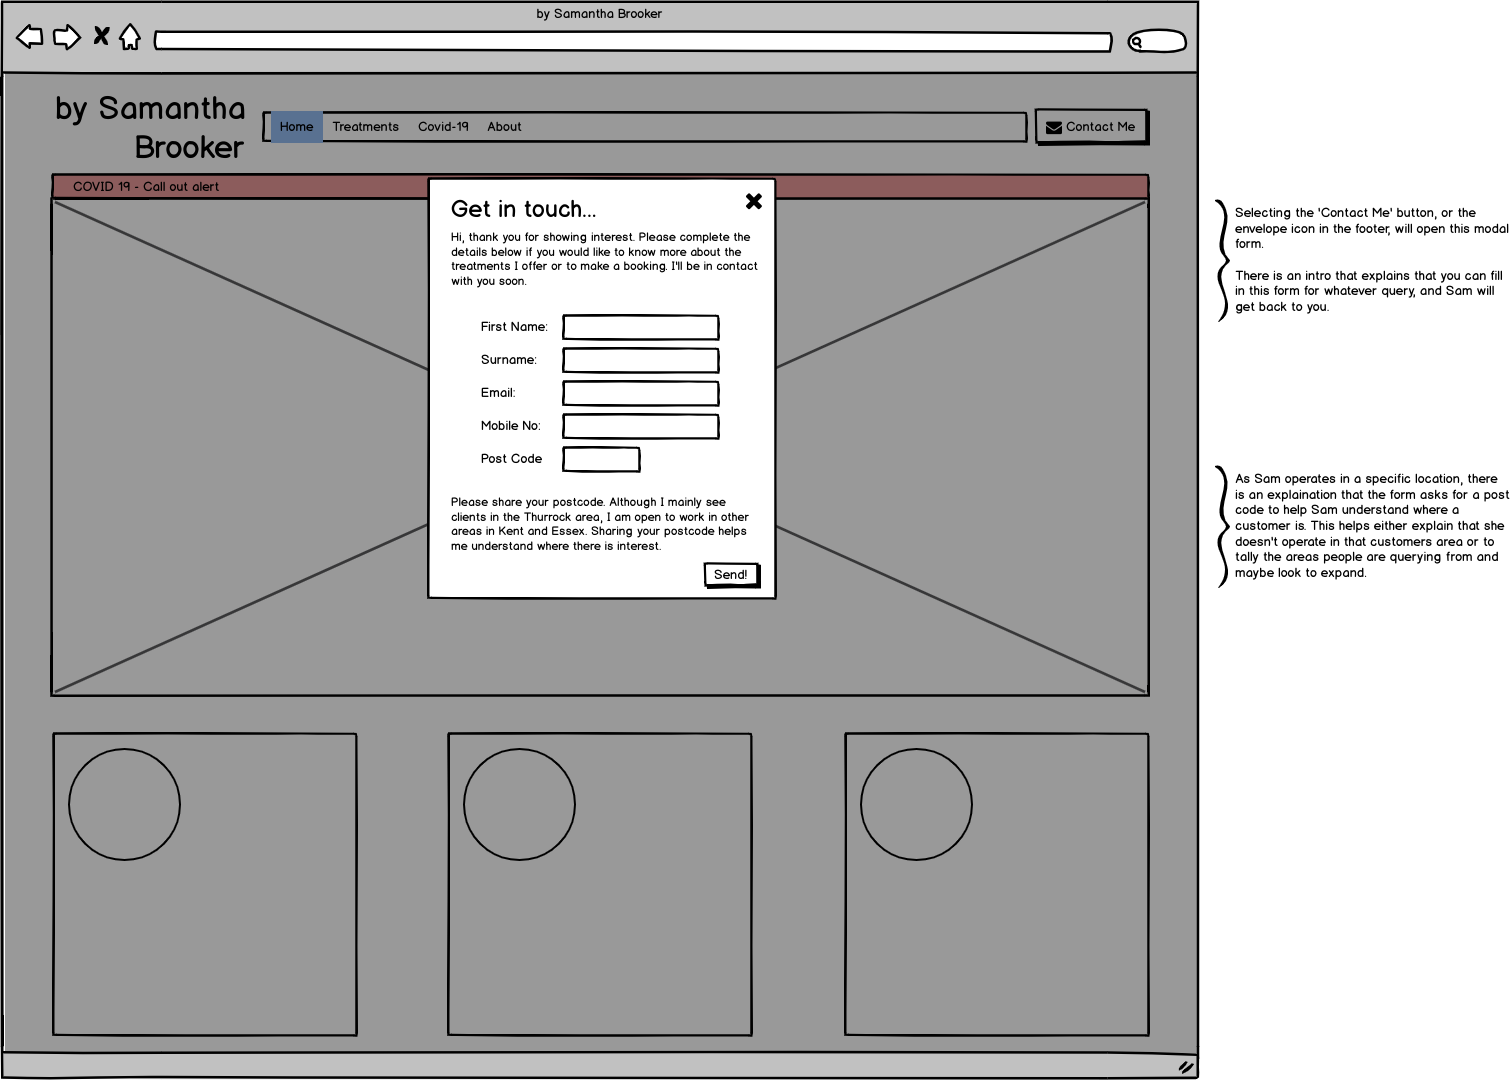 by Samantha Brooker
by Samantha
Brooker
Home Treatments Covid-19 About
Contact Me
COVID 19 - Call out alert
Get in touch...
Hi, thank you for showing interest. Please complete the
details below if you would like to know more about the
treatments I offer or to make a booking. I'll be in contact
with you soon.
First Name:
Surname:
Email:
Mobile No:
Post Code
Please share your postcode. Although I mainly see
clients in the Thurrock area, I am open to work in other
areas in Kent and Essex. Sharing your postcode helps
me understand where there is interest.
Send!
Selecting the 'Contact Me' button, or the
envelope icon in the footer, will open this modal
form.
There is an intro that explains that you can fill
in this form for whatever query, and Sam will
get back to you.
As Sam operates in a specific location, there
is an explaination that the form asks for a post
code to help Sam understand where a
customer is. This helps either explain that she
doesn't operate in that customers area or to
tally the areas people are querying from and
maybe look to expand.